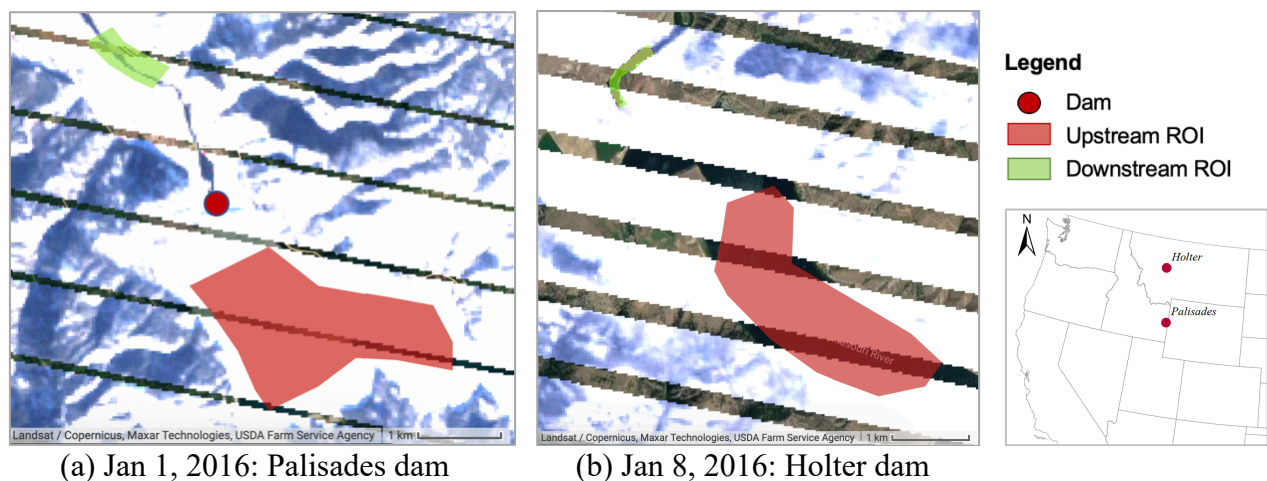 Landsat / Copernicus, Maxar Technologies, USDA Farm Service Agency 1 km
(a) Jan 1, 2016: Palisades dam
River
Landsat / Copernicus, Maxar Technologies, USDA Farm Service Agency 1 km
(b) Jan 8, 2016: Holter dam
Legend
Dam
Upstream ROI
Downstream ROI
N
Holter
Palisades